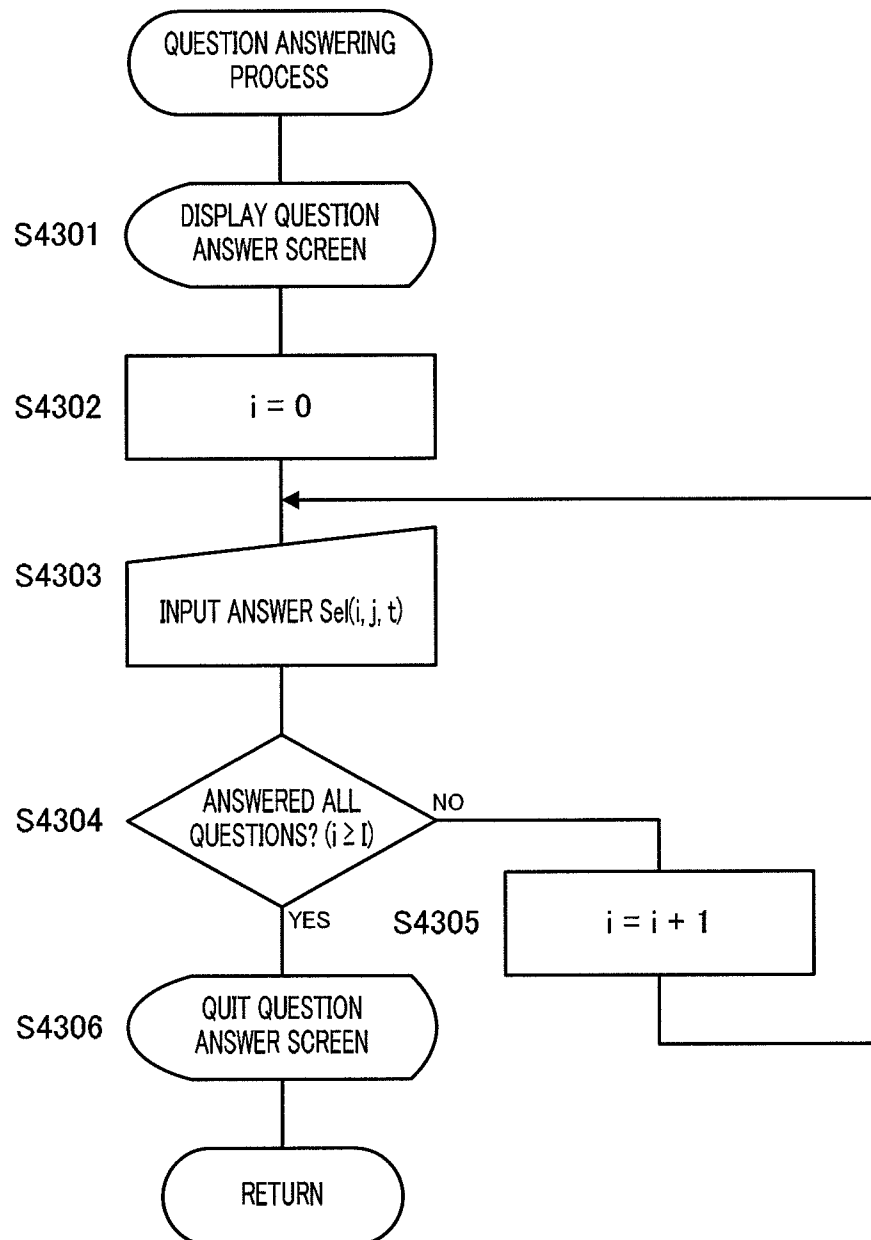 QUESTION ANSWERING
PROCESS
S4301
DISPLAY QUESTION
ANSWER SCREEN
S4302
i = 0
S4303
INPUT ANSWER Sel(i, j, t)
S4304
ANSWERED ALL
QUESTIONS? (i ≥ I)
NO
YES
S4305
i = i + 1
S4306
QUIT QUESTION
ANSWER SCREEN
RETURN